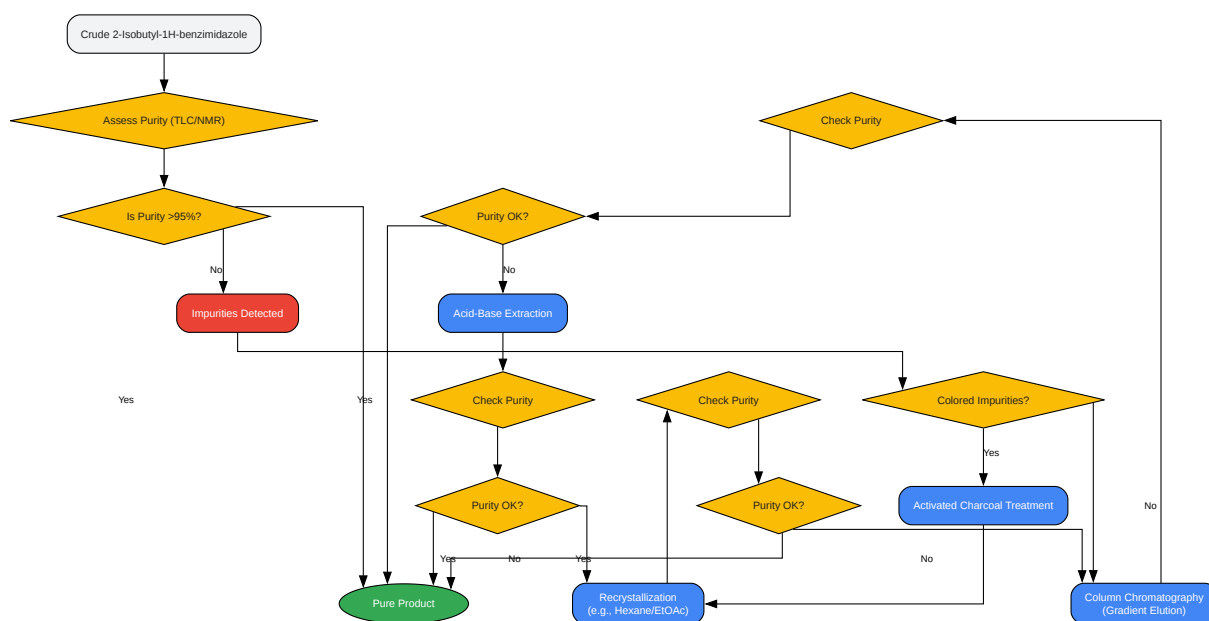 Crude 2-Isobutyl-1H-benzimidazole
Assess Purity (TLC/NMR)
Check Purity
Is Purity >95%?
Purity OK?
No
No
Impurities Detected
Acid-Base Extraction
Yes
Yes
Check Purity
Check Purity
Colored Impurities?
Yes
Purity OK?
Purity OK?
Activated Charcoal Treatment
No
Yes
No
Yes
No
Pure Product
Recrystallization
(e.g., Hexane/EtOAc)
Column Chromatography
(Gradient Elution)